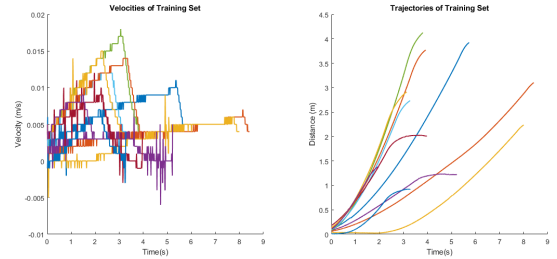 Velocities of Training Set
0.02
0.015
0.01
0.005
0
-0.005
-0.01
0 1 2 3 4 5 6 7 8 9
Time(s)
Velocity (m/s)
Trajectories of Training Set
4.5
4
3.5
3
2.5
2
1.5
1
0.5
0
0 1 2 3 4 5 6 7 8 9
Time(s)
Distance (m)